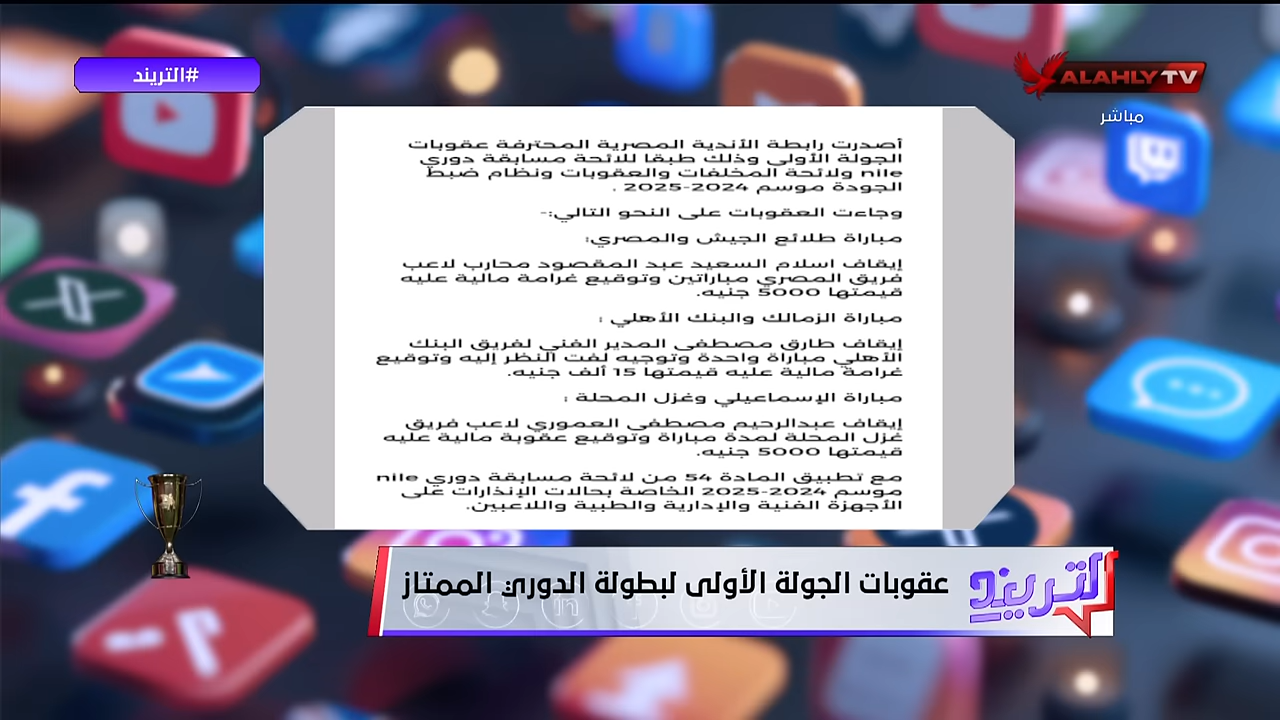 #التريند
ALAHLY TV
مباشر
أصدرت رابطة الأندية المصرية المحترفة عقوبات
الجولة الأولى وذلك طبقا للائحة مسابقة دوري
nile ولائحة المخلفات والعقوبات ونظام ضبط
الجودة موسم 2024-2025 .
وجاءت العقوبات على النحو التالي:-
مباراة طلائع الجيش والمصري:
إيقاف اسلام السعيد عبد المقصود محارب لاعب
فريق المصري مباراتين وتوقيع غرامة مالية عليه
قيمتها 5000 جنيه.
مباراة الزمالك والبنك الأهلي :
إيقاف طارق مصطفى المدير الفني لفريق البنك
الأهلي مباراة واحدة وتوجيه لفت النظر إليه وتوقيع
غرامة مالية عليه قيمتها 15 ألف جنيه.
مباراة الإسماعيلي وغزل المحلة :
إيقاف عبدالرحيم مصطفى العموري لاعب فريق
غزل المحلة لمدة مباراة وتوقيع عقوبة مالية عليه
قيمتها 5000 جنيه.
مع تطبيق المادة 54 من لائحة مسابقة دوري nile
موسم 2024-2025 الخاصة بحالات الإنذارات على
الأجهزة الفنية والإدارية والطبية واللاعبين.
التريند
عقوبات الجولة الأولى لبطولة الدوري الممتاز